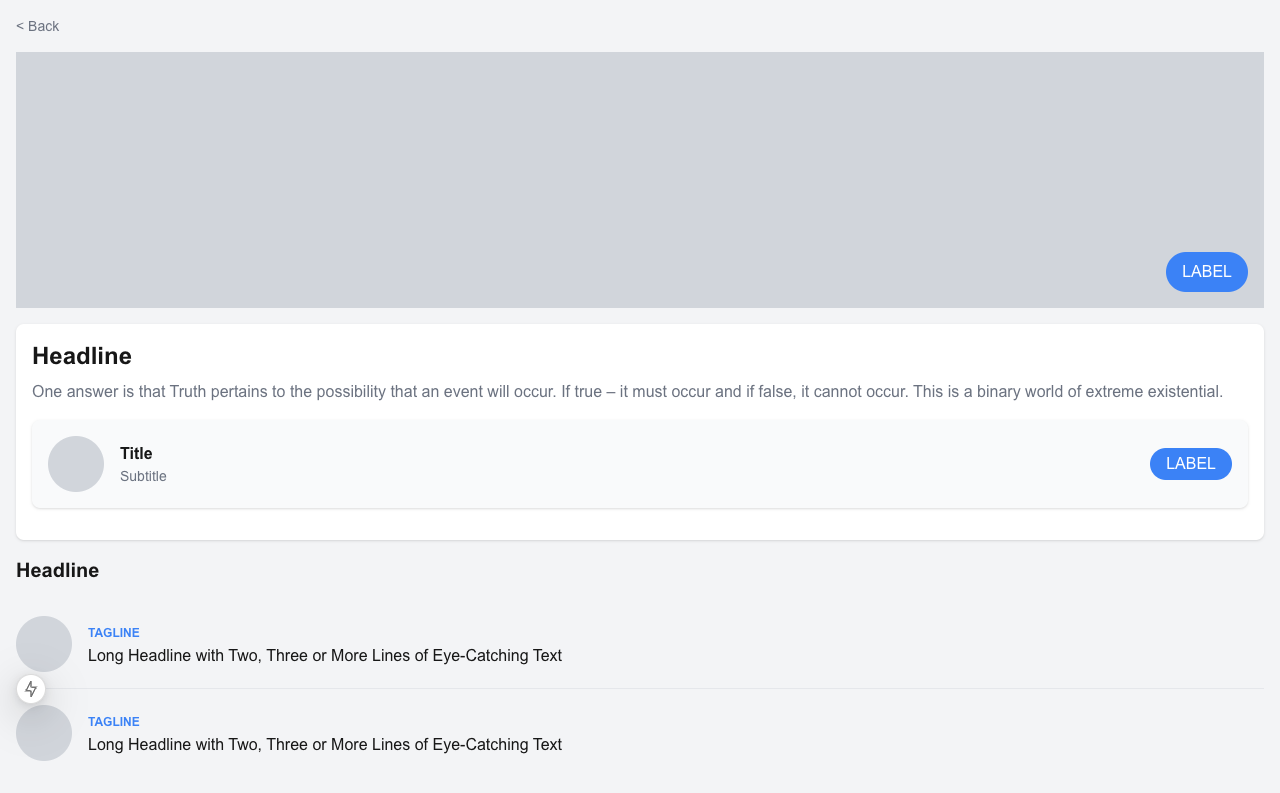 < Back
LABEL
Headline
One answer is that Truth pertains to the possibility that an event will occur. If true – it must occur and if false, it cannot occur. This is a binary world of extreme existential.
Title
Subtitle
LABEL
Headline
TAGLINE
Long Headline with Two, Three or More Lines of Eye-Catching Text
TAGLINE
Long Headline with Two, Three or More Lines of Eye-Catching Text